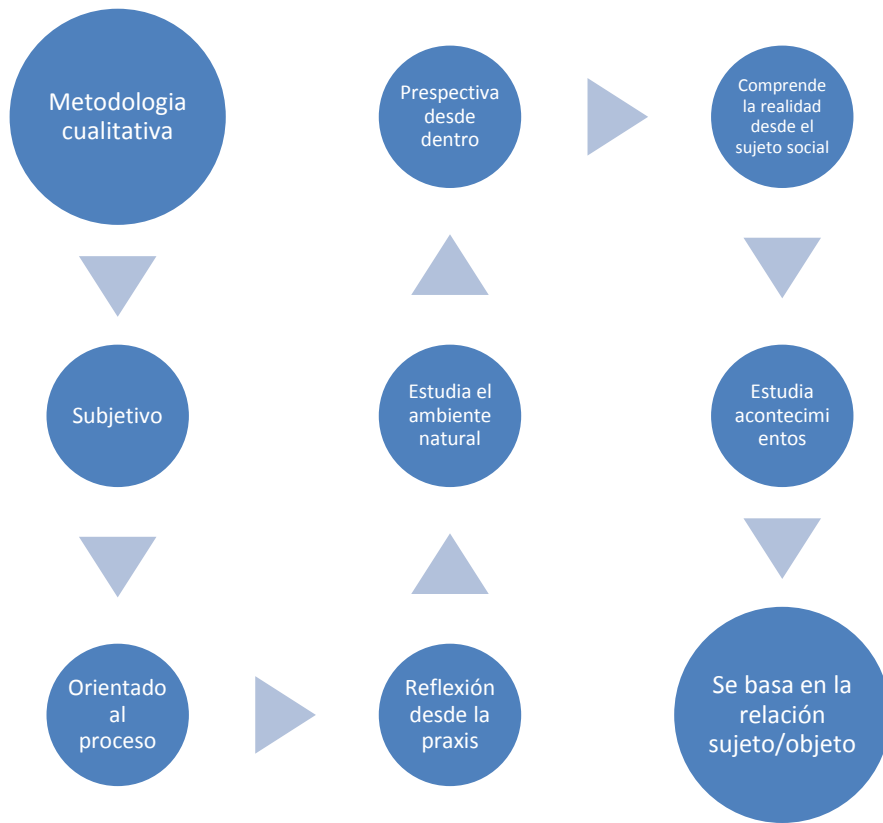 Metodologia
cualitativa
Subjetivo
Orientado
al
proceso
Reflexión
desde la
praxis
Estudia el
ambiente
natural
Prespectiva
desde
dentro
Comprende
la realidad
desde el
sujeto social
Estudia
acontecimi
entos
Se basa en la
relación
sujeto/objeto